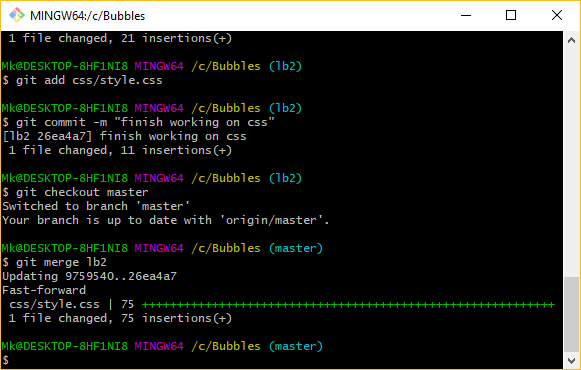 MINGW64:/c/Bubbles
1 file changed, 21 insertions(+)
Mk@DESKTOP-8HF1NI8 MINGW64 /c/Bubbles (lb2)
$ git add css/style.css
Mk@DESKTOP-8HF1NI8 MINGW64 /c/Bubbles (lb2)
$ git commit -m "finish working on css"
[lb2 26ea4a7] finish working on css
1 file changed, 11 insertions(+)
Mk@DESKTOP-8HF1NI8 MINGW64 /c/Bubbles (lb2)
$ git checkout master
Switched to branch 'master'
Your branch is up to date with 'origin/master'.
Mk@DESKTOP-8HF1NI8 MINGW64 /c/Bubbles (master)
$ git merge lb2
Updating 9759540..26ea4a7
Fast-forward
css/style.css | 75 +++++++++++++++++++++++++++++++++++++++++++++++++++++++++++
1 file changed, 75 insertions(+)
Mk@DESKTOP-8HF1NI8 MINGW64 /c/Bubbles (master)
$